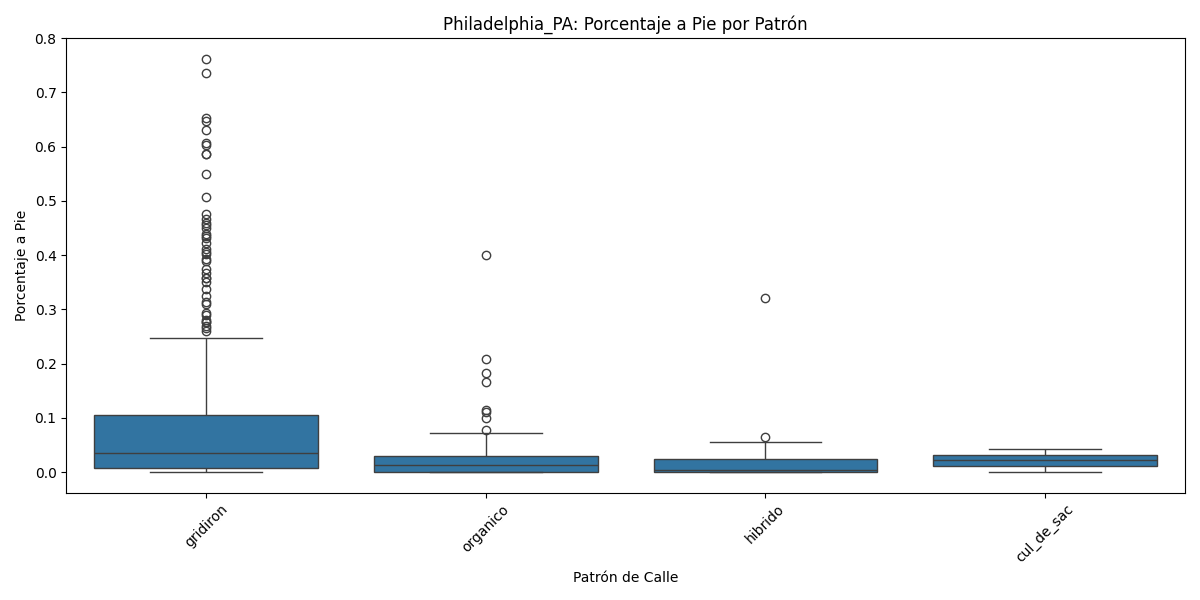 Philadelphia_PA: Porcentaje a Pie por Patrón
Porcentaje a Pie
0.8
0.7
0.6
0.5
0.4
0.3
0.2
0.1
0.0
gridiron
organico
hibrido
cul_de_sac
Patrón de Calle